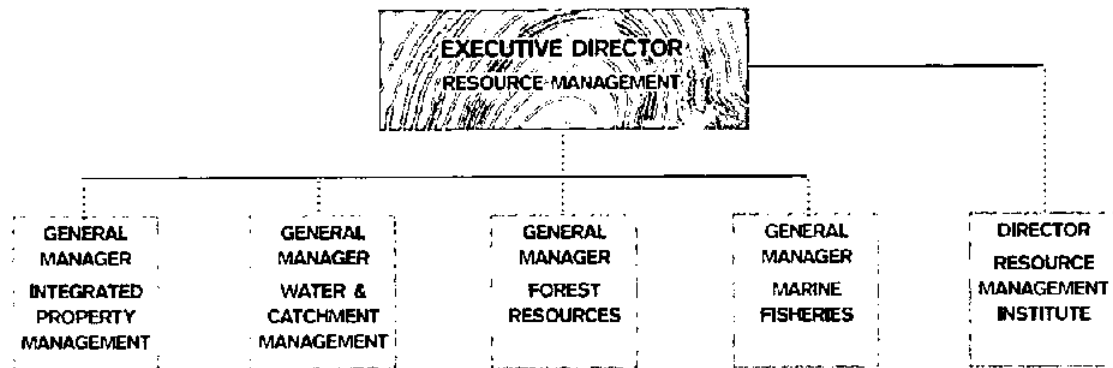 EXECUTIVE DIRECTOR
RESOURCE MANAGEMENT
GENERAL
MANAGER
INTEGRATED
PROPERTY
MANAGEMENT
GENERAL
MANAGER
WATER &
CATCHMENT
MANAGEMENT
GENERAL
MANAGER
FOREST
RESOURCES
GENERAL
MANAGER
MARINE
FISHERIES
DIRECTOR
RESOURCE
MANAGEMENT
INSTITUTE